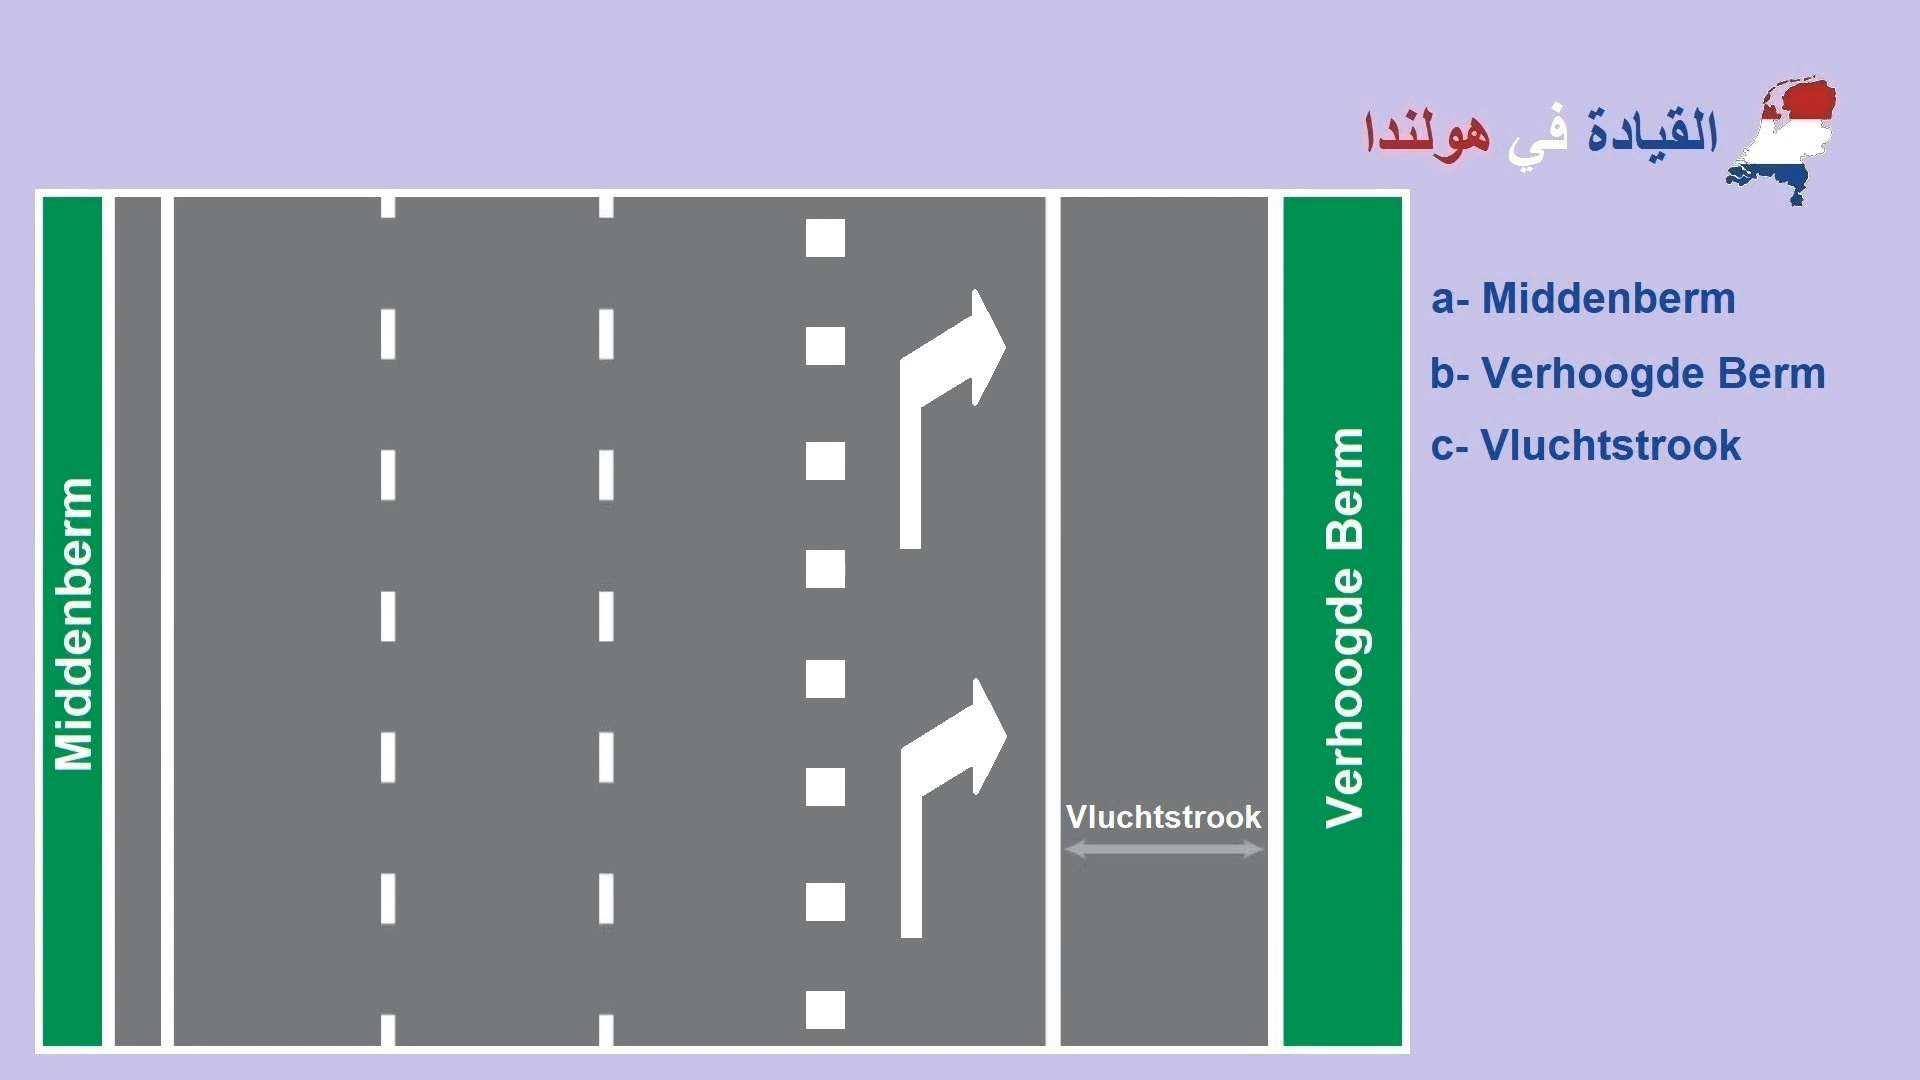 القيادة في هولندا
a- Middenberm
b- Verhoogde Berm
c- Vluchtstrook
Middenberm
Vluchtstrook
Verhoogde Berm